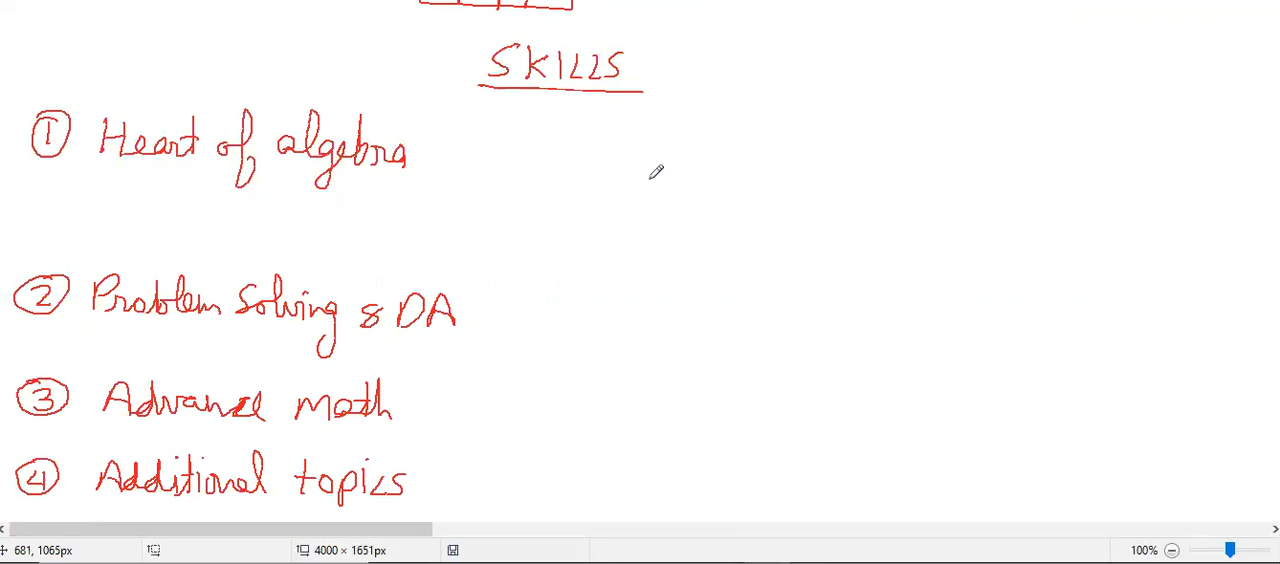 SKILLS
① Heart of algebra
② Problem Solving & DA
③ Advance math
④ Additional topics
681, 1065px
4000 × 1651px
100%